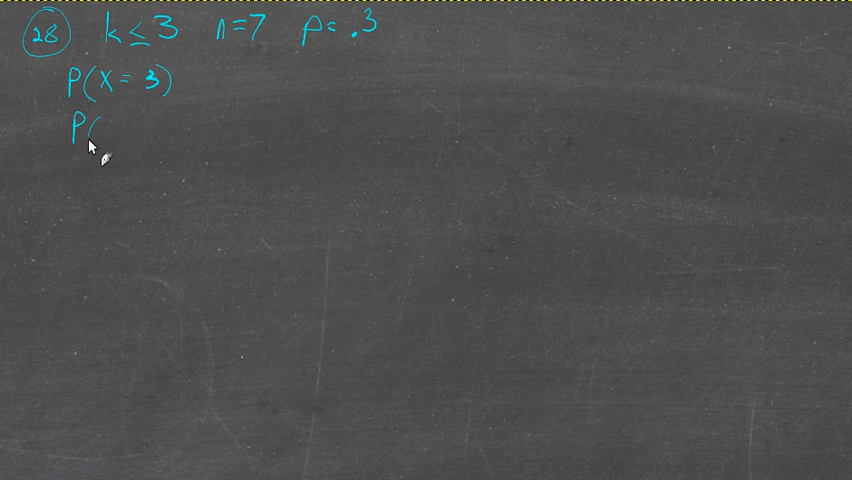 28 k ≤ 3 n = 7 p = .3
P(X = 3)
P(